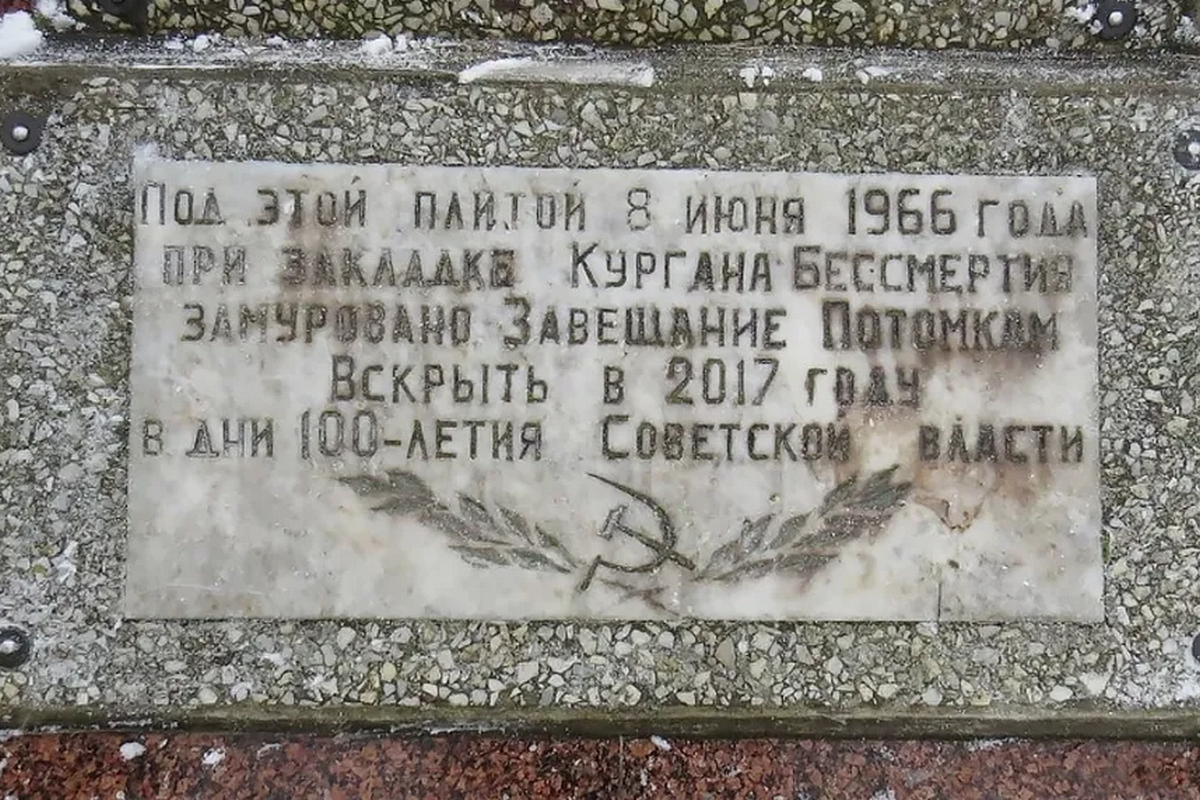 Под этой плитой 8 июня 1966 года
при закладке Кургана Бессмертия
замуровано Завещание Потомкам
Вскрыть в 2017 году
в дни 100-летия Советской власти